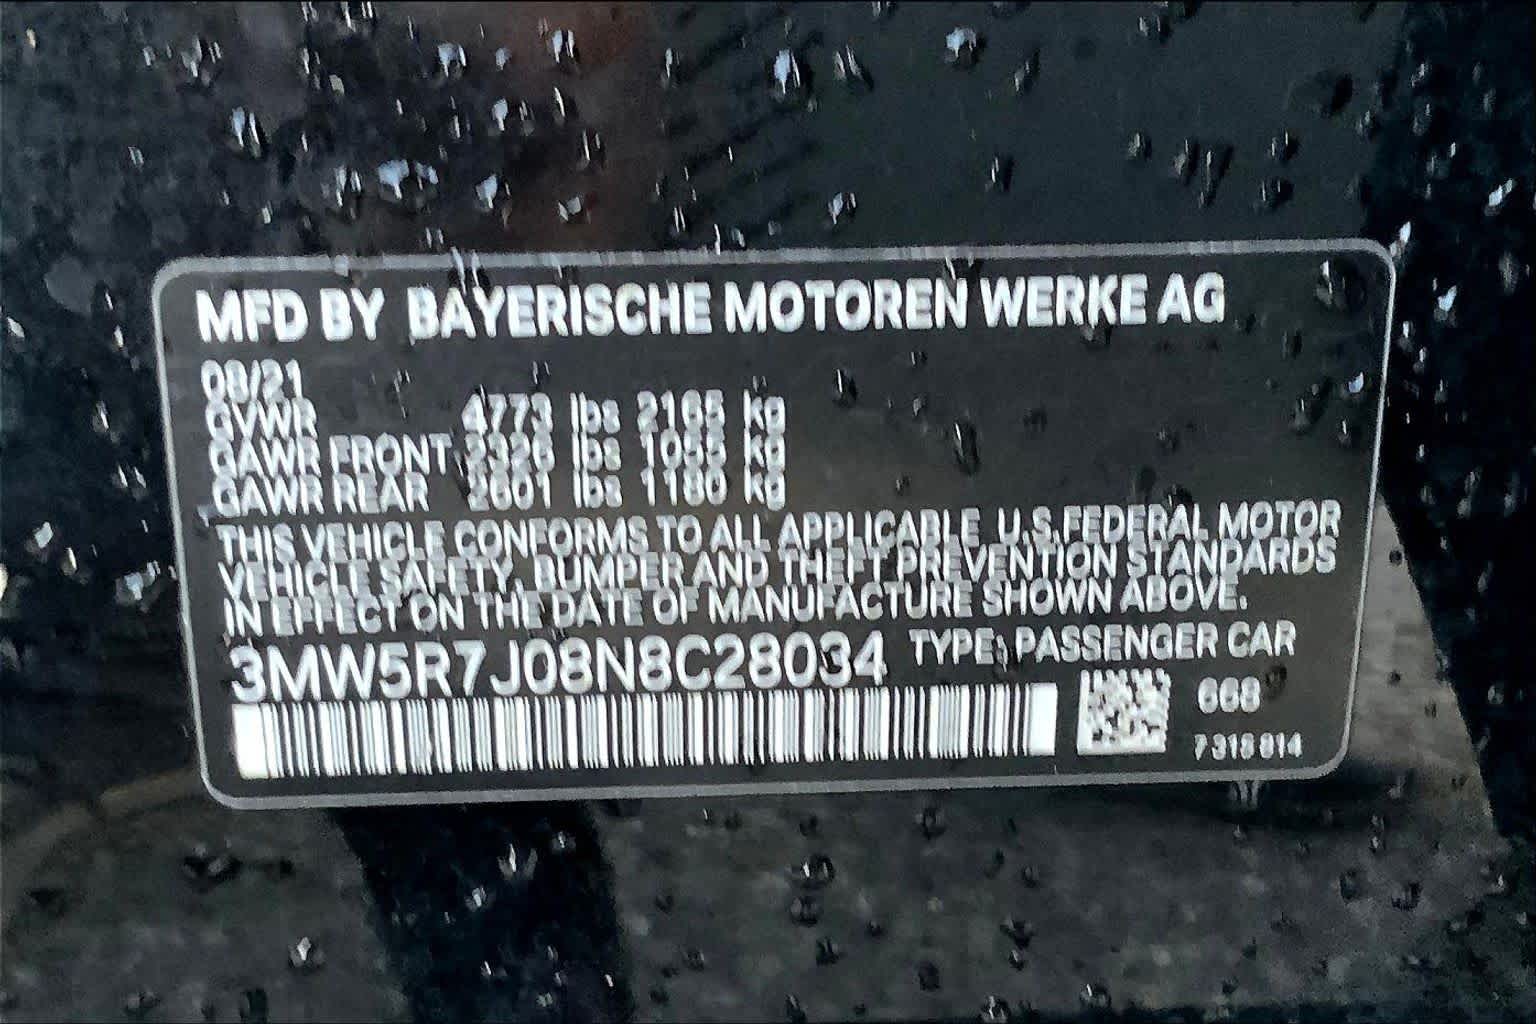 MFD BY BAYERISCHE MOTOREN WERKE AG
08/21
GVWR 4773 lbs 2165 kg
GAWR FRONT 2326 lbs 1055 kg
GAWR REAR 2601 lbs 1180 kg
THIS VEHICLE CONFORMS TO ALL APPLICABLE U.S.FEDERAL MOTOR
VEHICLE SAFETY, BUMPER AND THEFT PREVENTION STANDARDS
IN EFFECT ON THE DATE OF MANUFACTURE SHOWN ABOVE.
3MW5R7J08N8C28034 TYPE: PASSENGER CAR
668
7 318 814